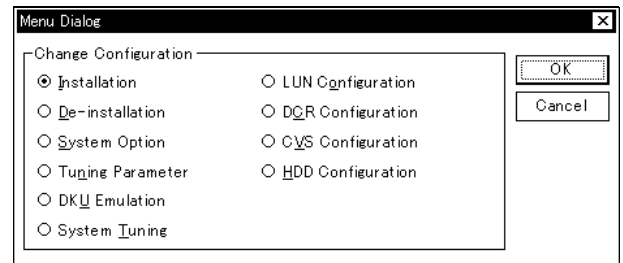 Menu Dialog
Change Configuration
Installation
De-installation
System Option
Tuning Parameter
DKU Emulation
System Tuning
LUN Configuration
DCR Configuration
CVS Configuration
HDD Configuration
OK
Cancel